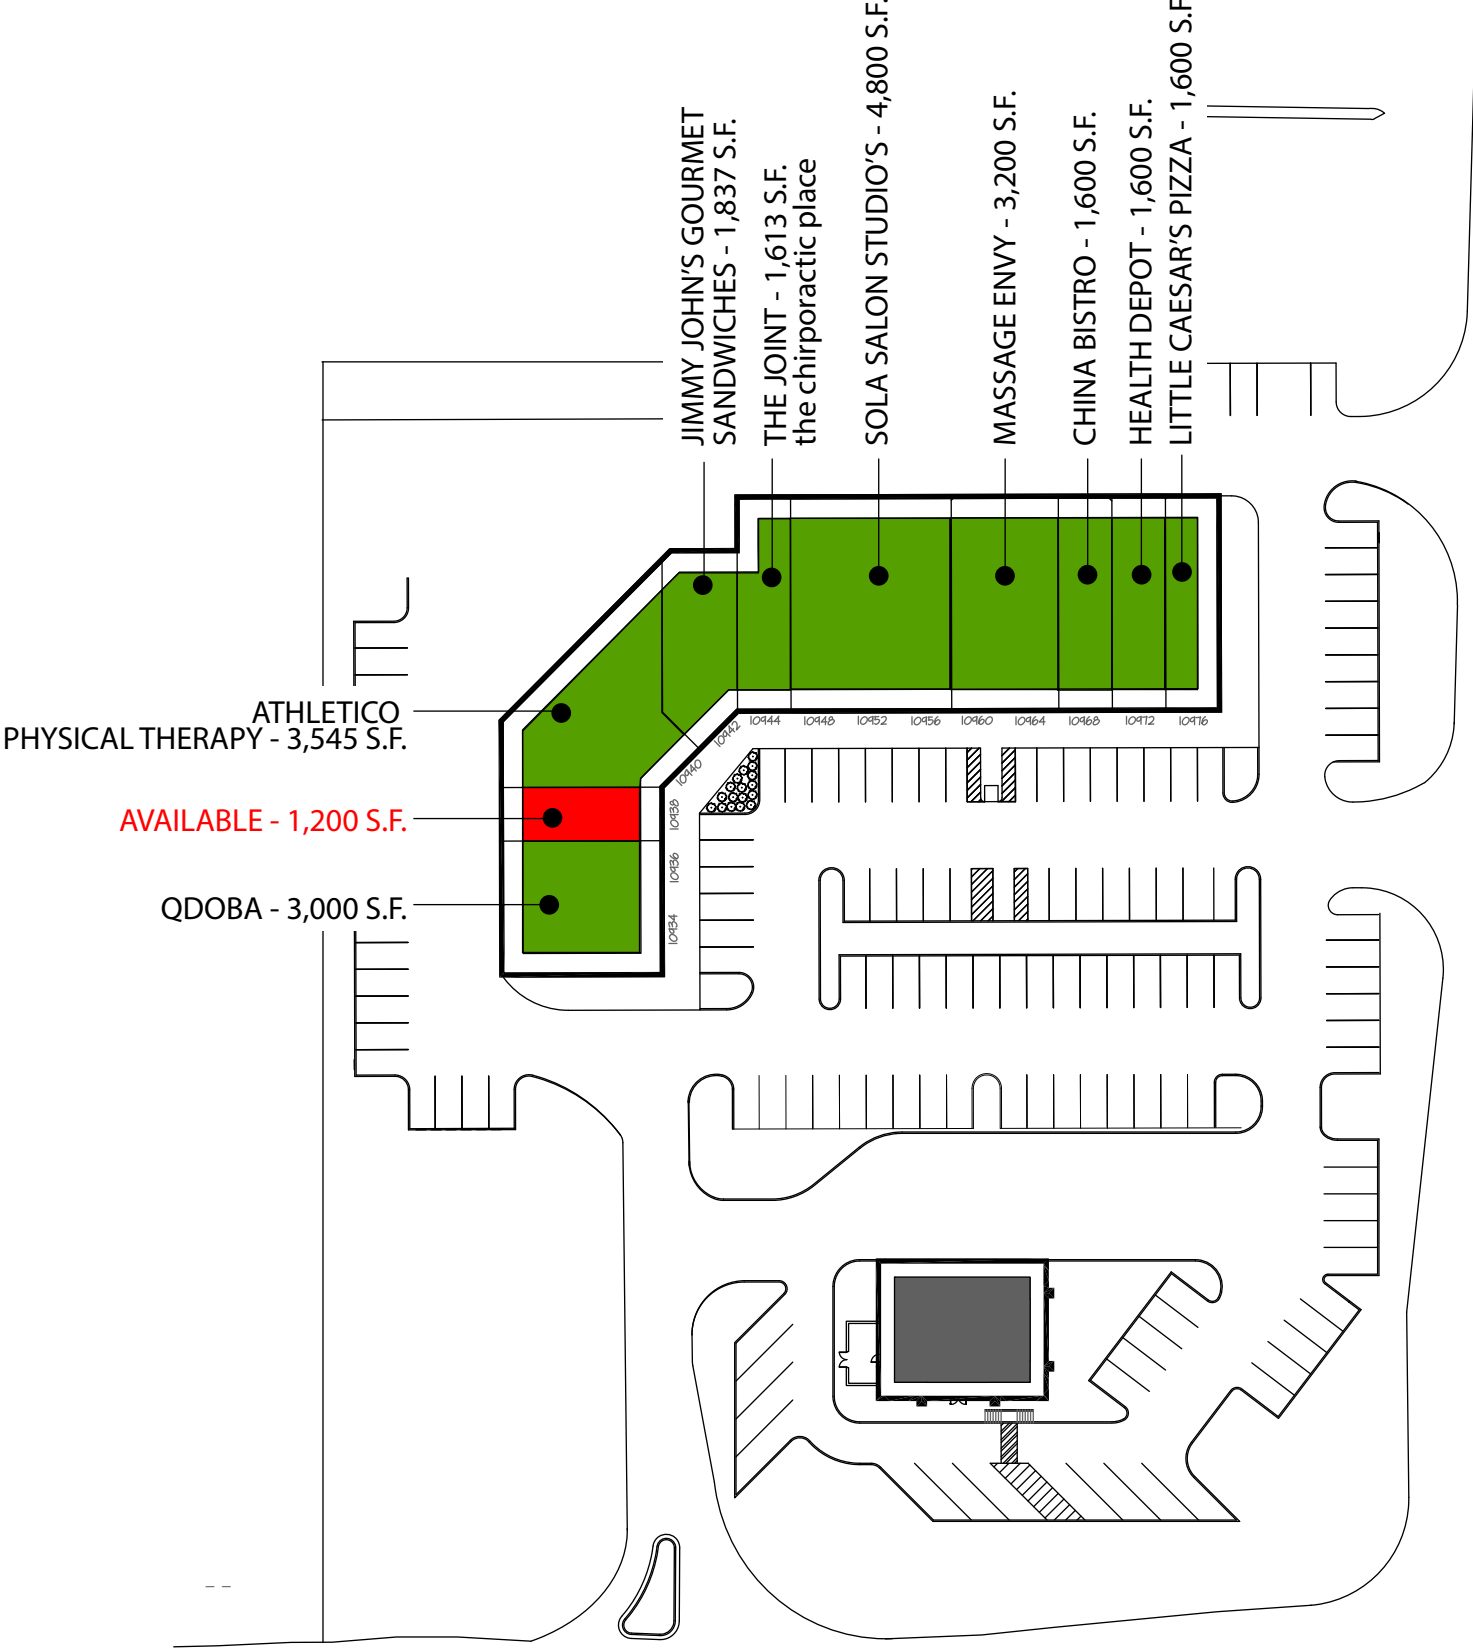 JIMMY JOHN'S GOURMET
SANDWICHES - 1,837 S.F.
THE JOINT - 1,613 S.F.
the chirporactic place
SOLA SALON STUDIO'S - 4,800 S.F.
MASSAGE ENVY - 3,200 S.F.
CHINA BISTRO - 1,600 S.F.
HEALTH DEPOT - 1,600 S.F.
LITTLE CAESAR'S PIZZA - 1,600 S.F
ATHLETICO
PHYSICAL THERAPY - 3,545 S.F.
AVAILABLE - 1,200 S.F.
QDOBA - 3,000 S.F.
10934
10936
10938
10940
10942
10944
10948
10952
10956
10960
10964
10968
10972
10976